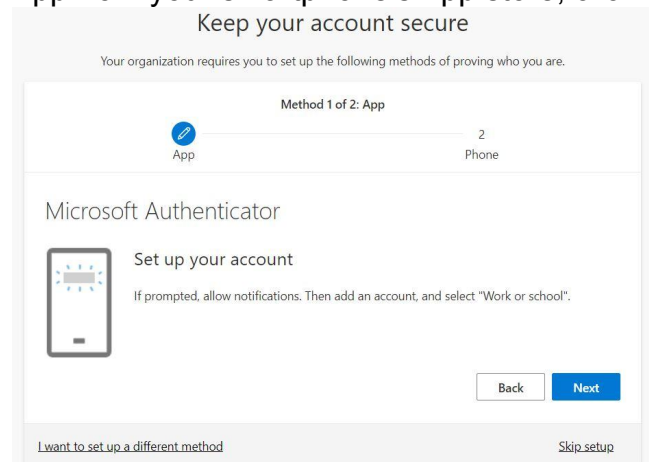 Keep your account secure
Your organization requires you to set up the following methods of proving who you are.
Method 1 of 2: App
2
App
Phone
Microsoft Authenticator
Set up your account
If prompted, allow notifications. Then add an account, and select "Work or school".
Back
Next
I want to set up a different method
Skip setup